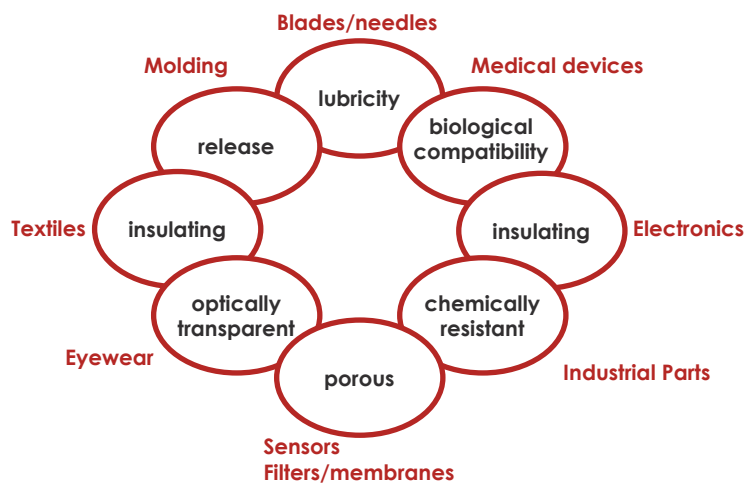 Blades/needles
Molding
Medical devices
lubricity
release
biological
compatibility
Textiles
insulating
insulating
Electronics
optically
transparent
chemically
resistant
Eyewear
porous
Industrial Parts
Sensors
Filters/membranes